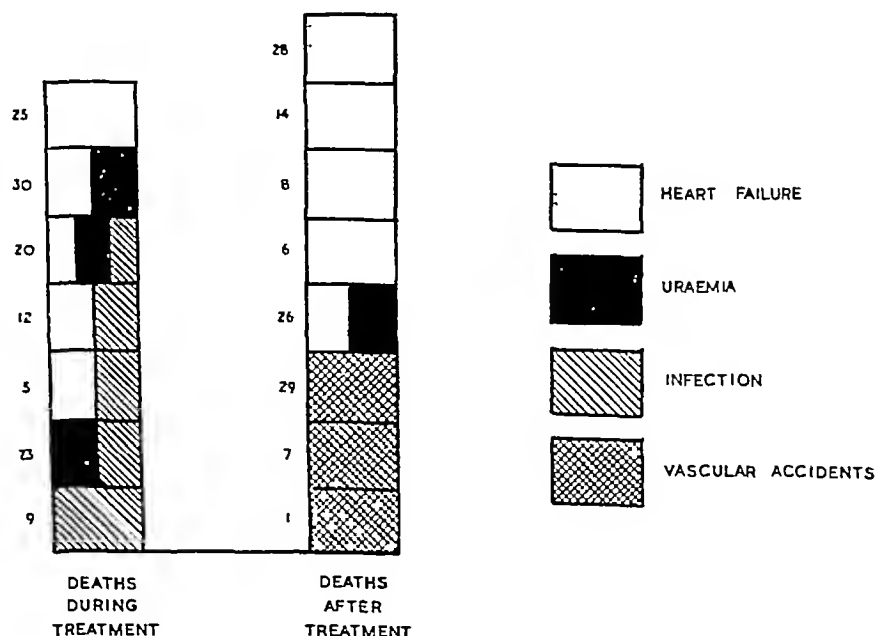 28
14
8
6
26
29
7
1
25
30
20
12
5
23
9
HEART FAILURE
URAEMIA
INFECTION
VASCULAR ACCIDENTS
DEATHS
DURING
TREATMENT
DEATHS
AFTER
TREATMENT